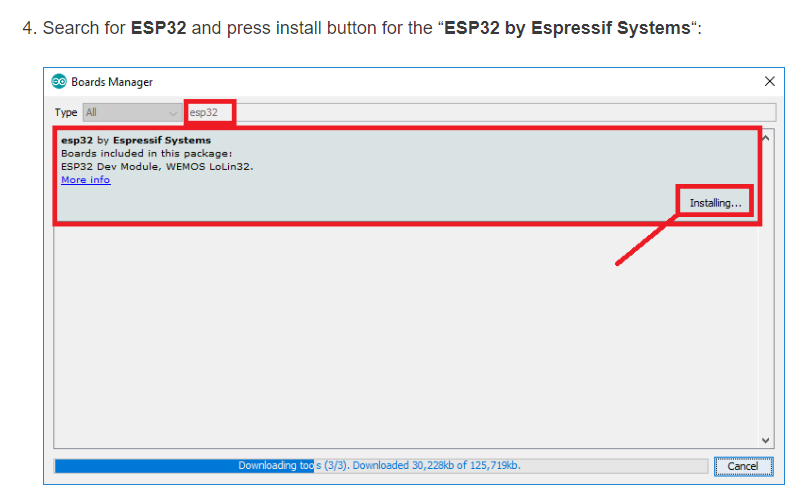 4. Search for ESP32 and press install button for the “ESP32 by Espressif Systems“:
Boards Manager
Type All esp32
esp32 by Espressif Systems
Boards included in this package:
ESP32 Dev Module, WEMOS LoLin32.
More info
Installing...
Downloading tools (3/3). Downloaded 30,228kb of 125,719kb.
Cancel